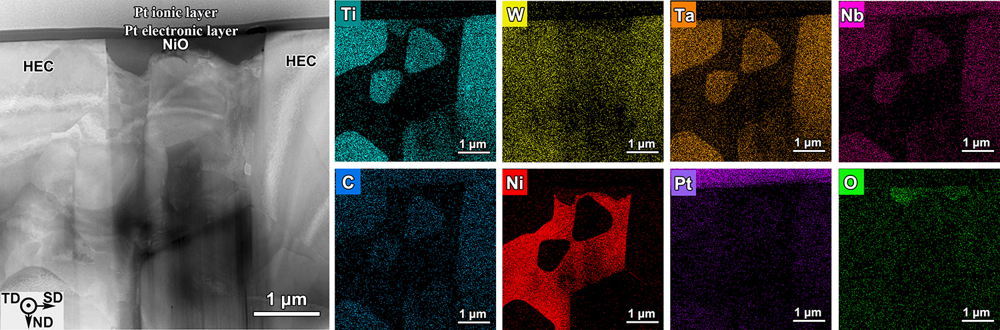 Pt ionic layer
Pt electronic layer
NiO
HEC
HEC
TD
SD
ND
1 µm
Ti
1 µm
W
1 µm
Ta
1 µm
Nb
1 µm
C
1 µm
Ni
1 µm
Pt
1 µm
O
1 µm